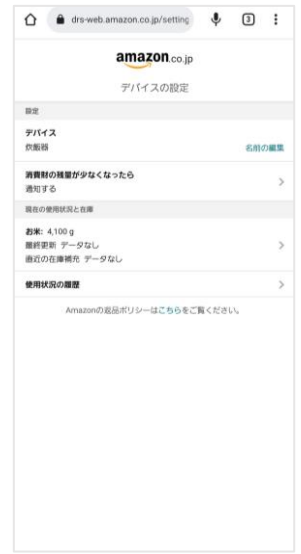 drs-web.amazon.co.jp/setting
3
amazon.co.jp
デバイスの設定
設定
デバイス
炊飯器
名前の編集
消費財の残量が少なくなったら
通知する
現在の使用状況と在庫
お米: 4,100 g
最終更新 データなし
直近の在庫補充 データなし
使用状況の履歴
Amazonの返品ポリシーはこちらをご覧ください。